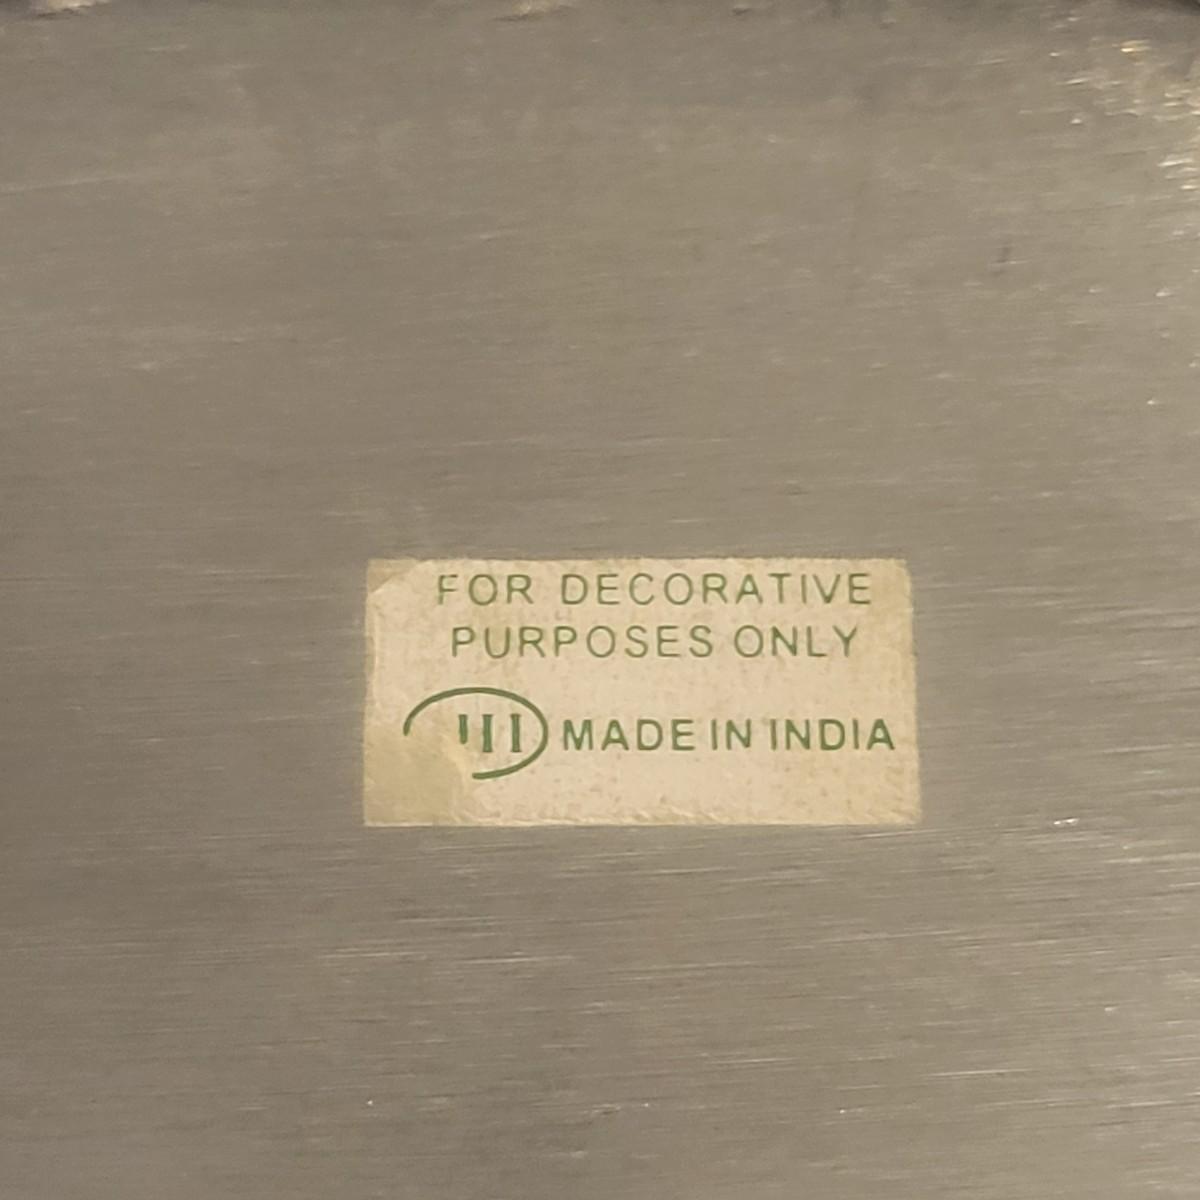 FOR DECORATIVE
PURPOSES ONLY
MADE IN INDIA